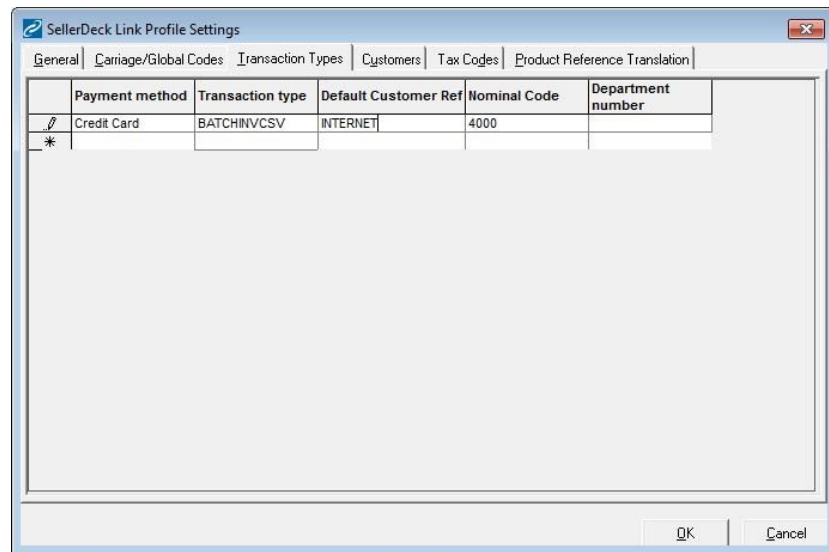 SellerDeck Link Profile Settings
General Carriage/Global Codes Transaction Types Customers Tax Codes Product Reference Translation
Payment method Transaction type Default Customer Ref Nominal Code Department number
Credit Card BATCHINVCSV INTERNET 4000
*
OK Cancel